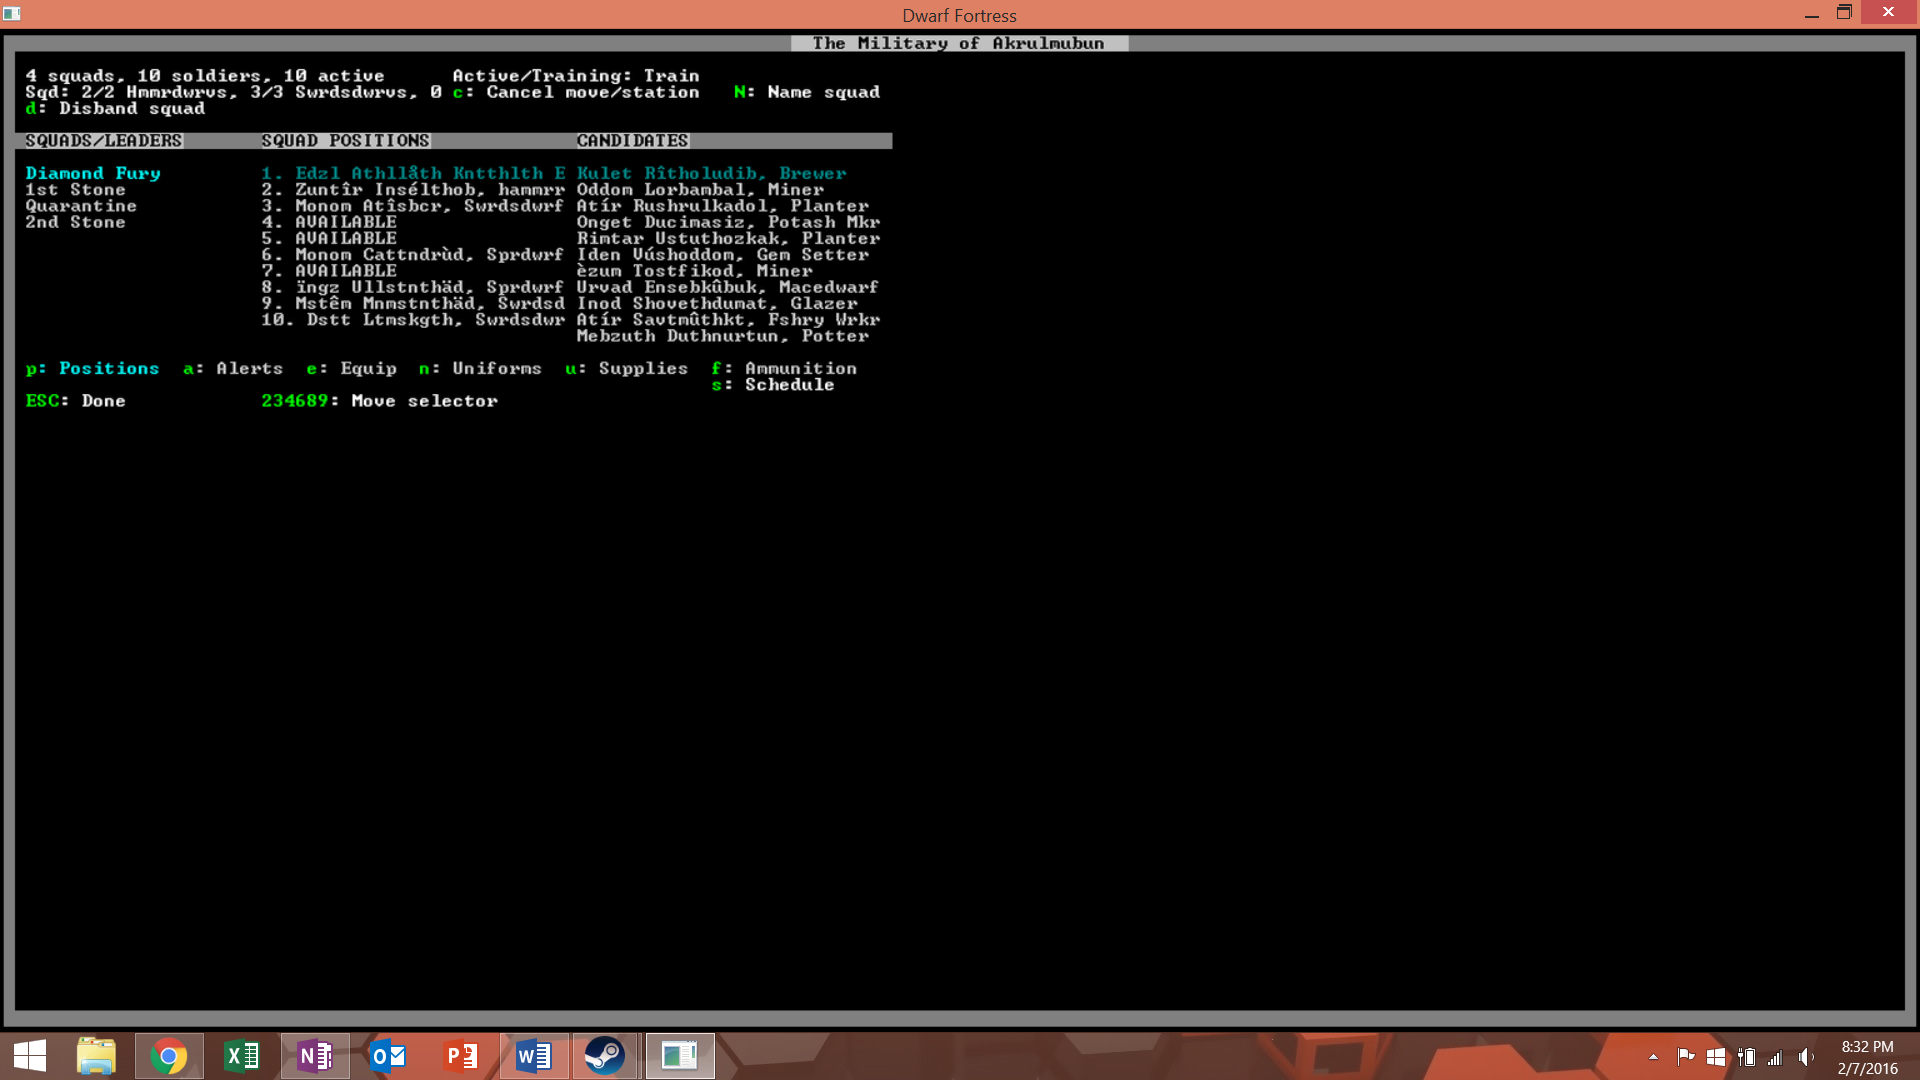 Dwarf Fortress
The Military of Akrulmubun
4 squads, 10 soldiers, 10 active Active/Training: Train
Sqd: 2/2 Hmmrdwrvs, 3/3 Swrdsdwrvs, 0 c: Cancel move/station N: Name squad
d: Disband squad
SQUADS/LEADERS SQUAD POSITIONS CANDIDATES
Diamond Fury 1. Edzl Athllåth Kntthlth E Kulet Rîtholudib, Brewer
1st Stone 2. Zuntîr Insélthob, hammrr Oddom Lorbambal, Miner
Quarantine 3. Monom Atîsbcr, Swrdsdwrf Atír Rushrulkadol, Planter
2nd Stone 4. AVAILABLE Onget Ducimasiz, Potash Mkr
5. AVAILABLE Rimtar Ustuthozkak, Planter
6. Monom Cattndrùd, Sprdwrf Iden Vúshoddom, Gem Setter
7. AVAILABLE èzum Tostfikod, Miner
8. ïngz Ullstnthäd, Sprdwrf Urvad Ensebkûbuk, Macedwarf
9. Mstêm Mnmstnthäd, Swrdsd Inod Shovethdumat, Glazer
10. Dstt Ltmskgth, Swrdsdwr Atír Savtmûthkt, Fshry Wrkr
Mebzuth Duthnurtun, Potter
p: Positions a: Alerts e: Equip n: Uniforms u: Supplies f: Ammunition
s: Schedule
ESC: Done 234689: Move selector
8:32 PM
2/7/2016